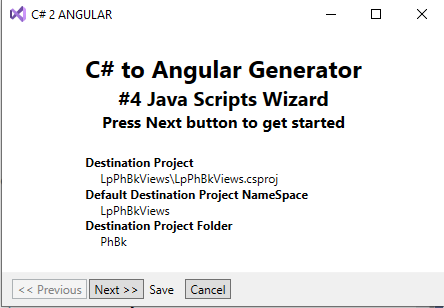 C# 2 ANGULAR
C# to Angular Generator
#4 Java Scripts Wizard
Press Next button to get started
Destination Project
LpPhBkViews\LpPhBkViews.csproj
Default Destination Project NameSpace
LpPhBkViews
Destination Project Folder
PhBk
<< Previous Next >> Save Cancel